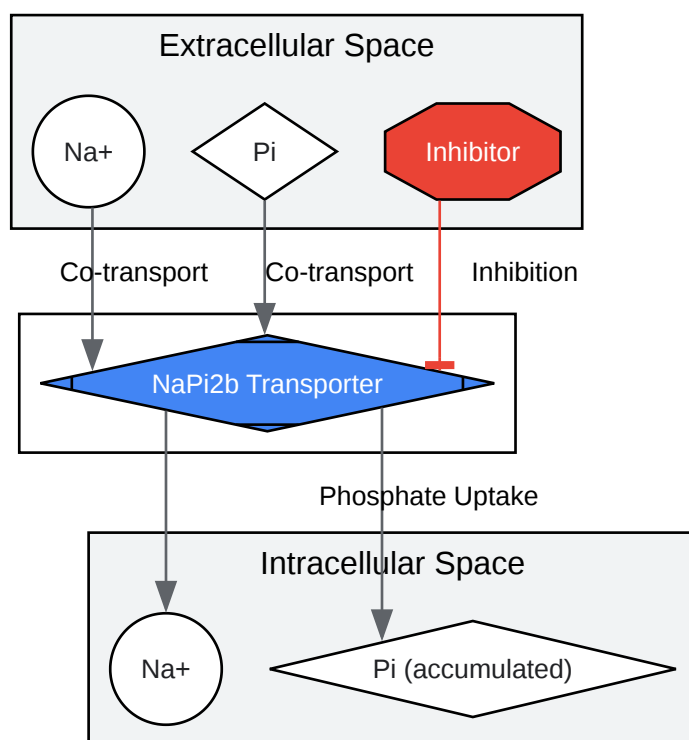 Extracellular Space
Na+
Pi
Inhibitor
Co-transport
Co-transport
Inhibition
NaPi2b Transporter
Phosphate Uptake
Intracellular Space
Na+
Pi (accumulated)